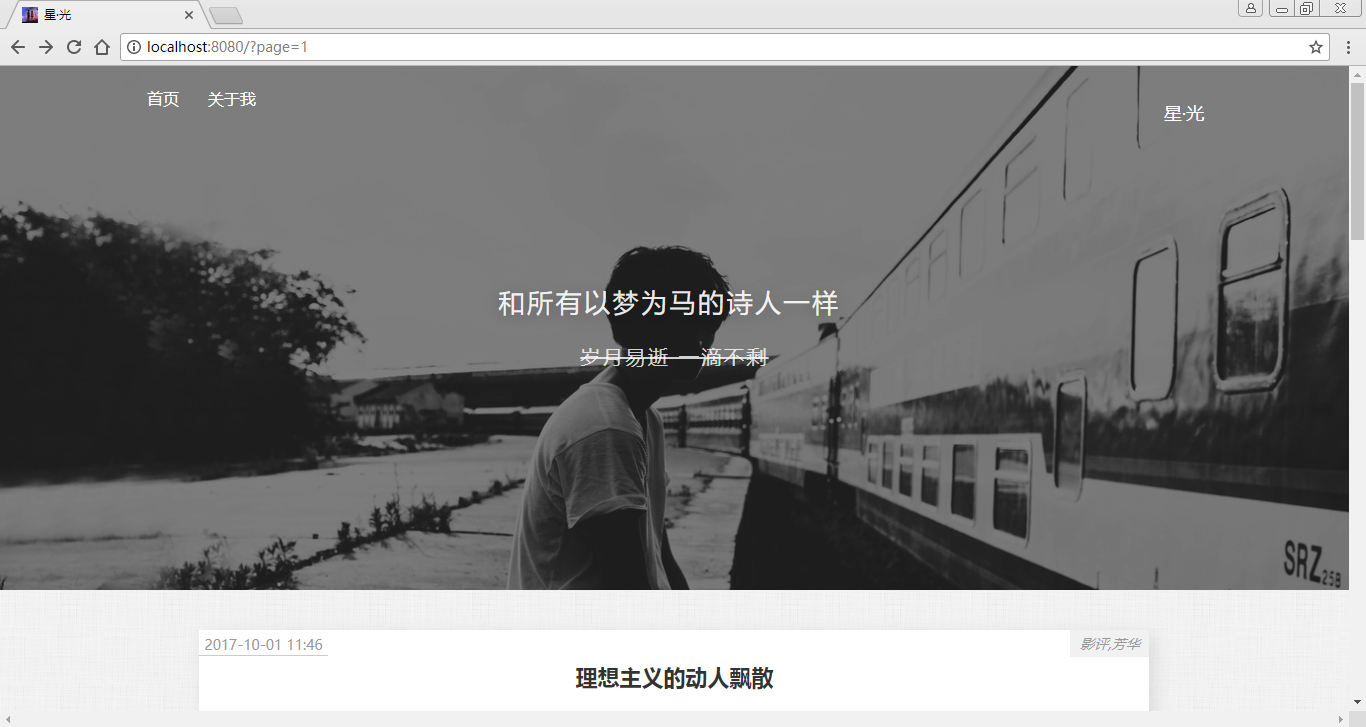 星·光
localhost:8080/?page=1
首页 关于我
星·光
和所有以梦为马的诗人一样
岁月易逝 一滴不剩
SRZ25B
2017-10-01 11:46
影评,芳华
理想主义的动人飘散